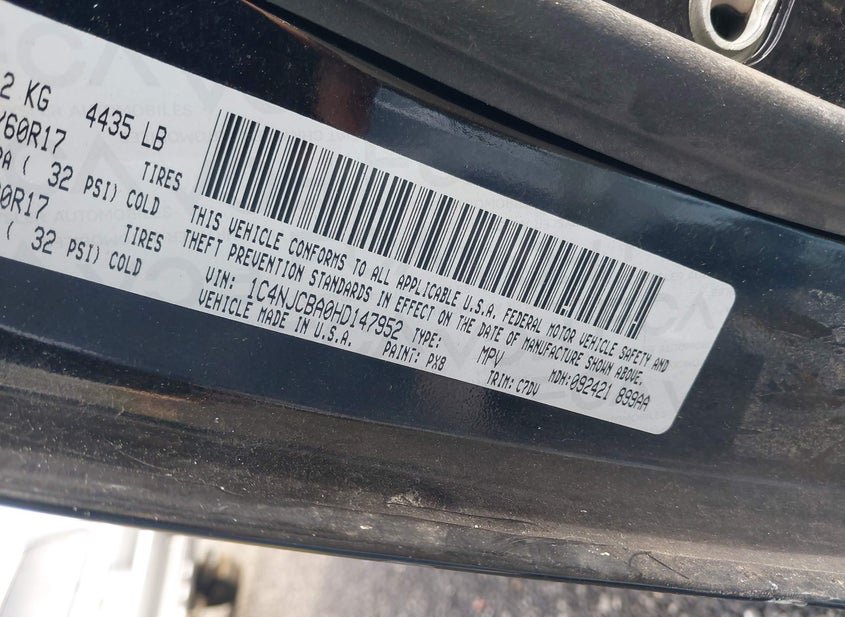 2 KG 4435 LB
/60R17 TIRES
PA ( 32 PSI) COLD
0R17 TIRES
( 32 PSI) COLD
THIS VEHICLE CONFORMS TO ALL APPLICABLE U.S.A. FEDERAL MOTOR VEHICLE SAFETY AND
THEFT PREVENTION STANDARDS IN EFFECT ON THE DATE OF MANUFACTURE SHOWN ABOVE.
VIN: 1C4NJCBA0HD147952 TYPE: MPV MDH:092421 899AA
VEHICLE MADE IN U.S.A. PAINT: PX8 TRIM: C7DV